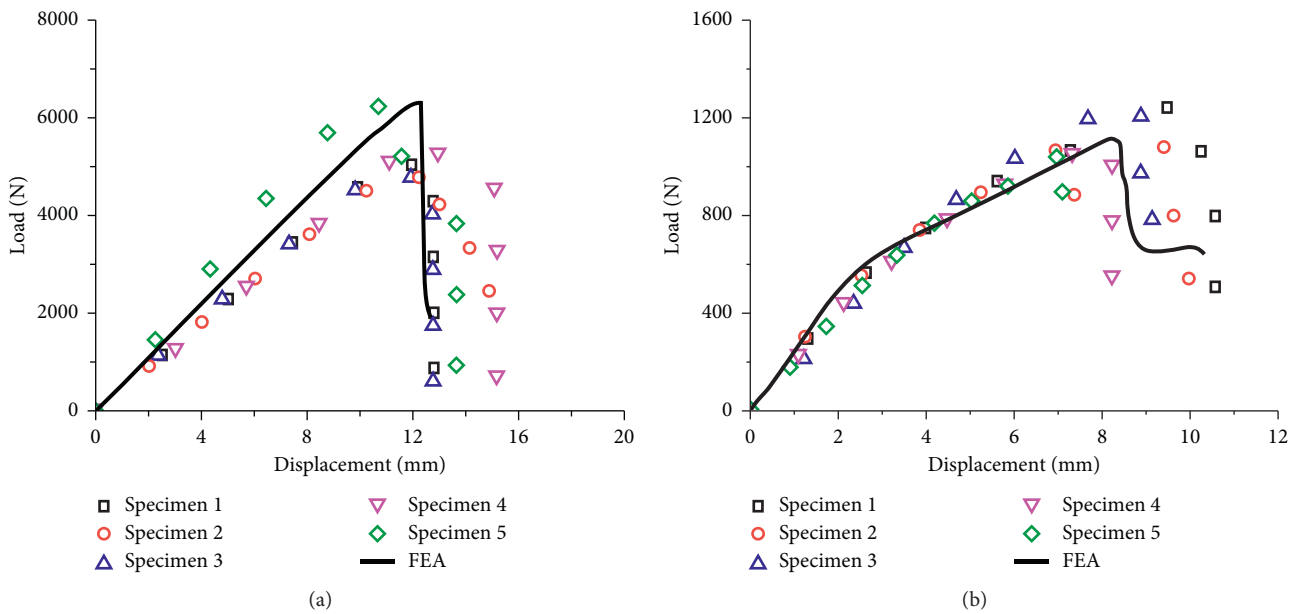 8000
6000
4000
2000
0
Load (N)
0 4 8 12 16 20
Displacement (mm)
Specimen 1
Specimen 2
Specimen 3
Specimen 4
Specimen 5
FEA
(a)
1600
1200
800
400
0
Load (N)
0 2 4 6 8 10 12
Displacement (mm)
Specimen 1
Specimen 2
Specimen 3
Specimen 4
Specimen 5
FEA
(b)